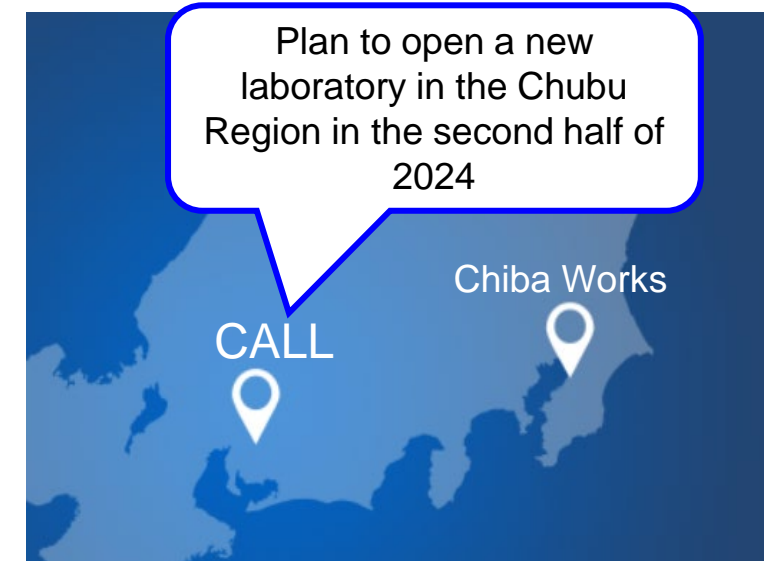 Plan to open a new
laboratory in the Chubu
Region in the second half of
2024
Chiba Works
CALL